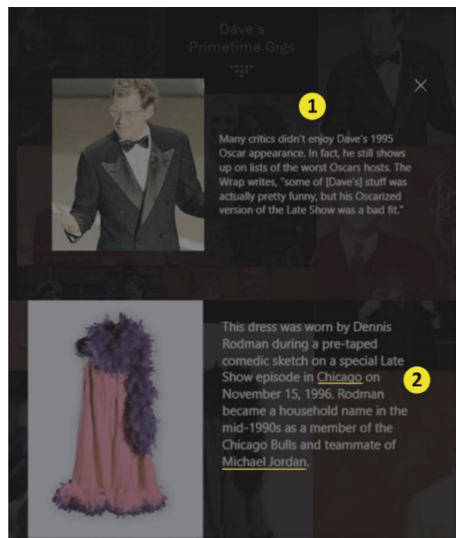 Dave's
Primetime Gigs
1
Many critics didn't enjoy Dave's 1995
Oscar appearance. In fact, he still shows
up on lists of the worst Oscars hosts. The
Wrap writes, "some of [Dave's] stuff was
actually pretty funny, but his Oscarized
version of the Late Show was a bad fit."
This dress was worn by Dennis
Rodman during a pre-taped
comedic sketch on a special Late
Show episode in Chicago on
2
November 15, 1996. Rodman
became a household name in the
mid-1990s as a member of the
Chicago Bulls and teammate of
Michael Jordan.